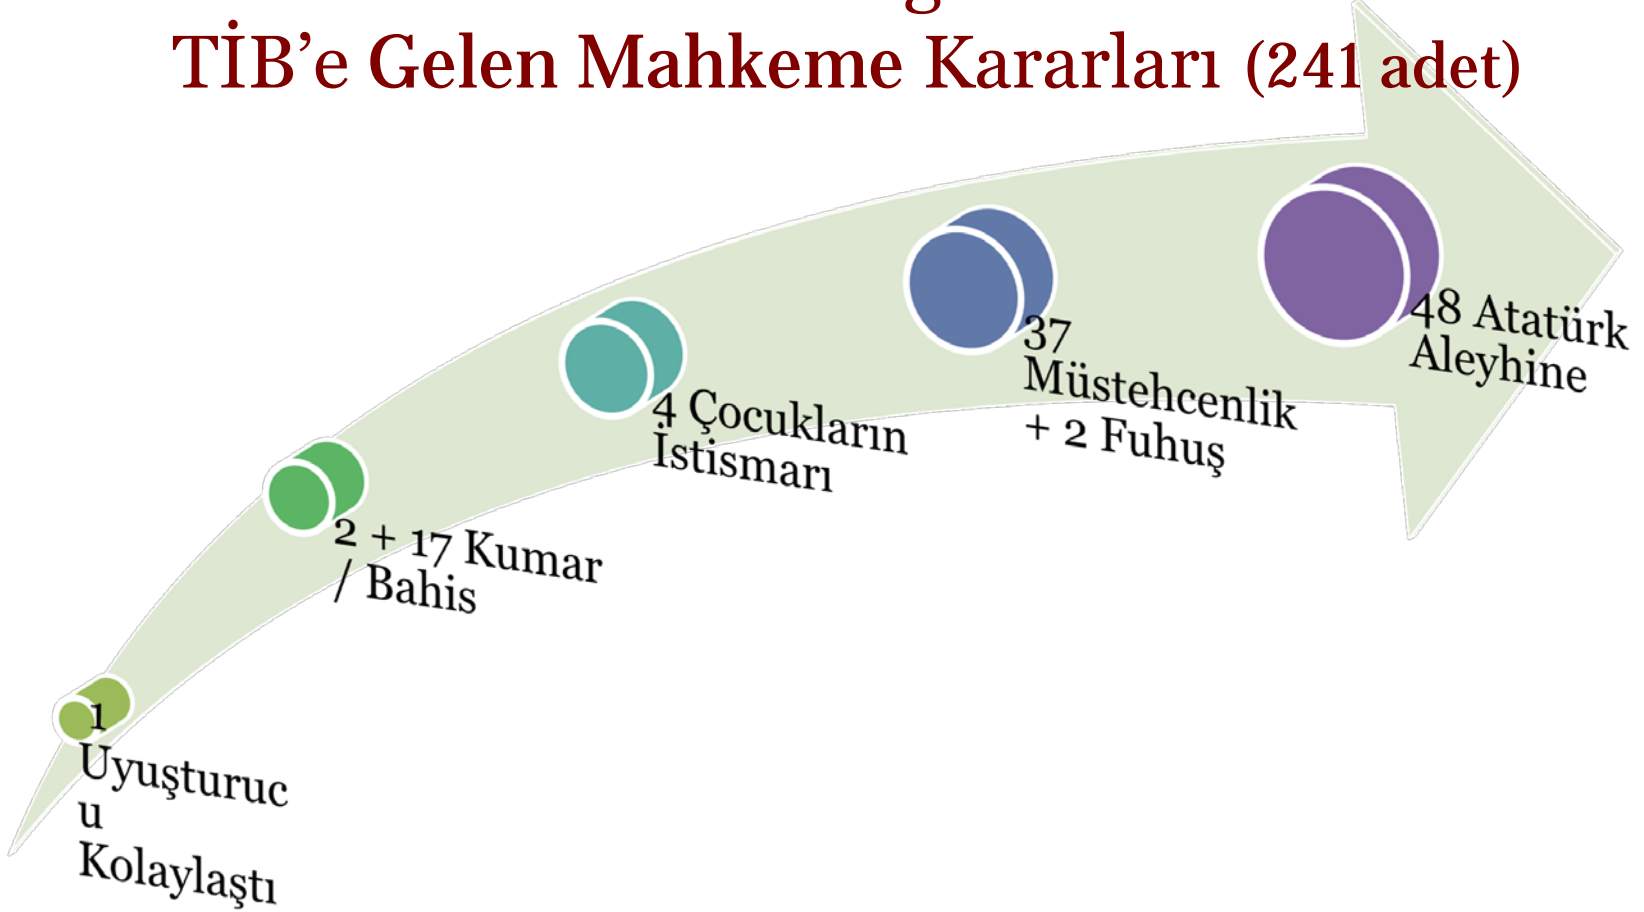 TİB’e Gelen Mahkeme Kararları (241 adet)
48 Atatürk
Aleyhine
37
Müstehcenlik
+ 2 Fuhuş
4 Çocukların
İstismarı
2 + 17 Kumar
/ Bahis
1
Uyuşturuc
u
Kolaylaştı